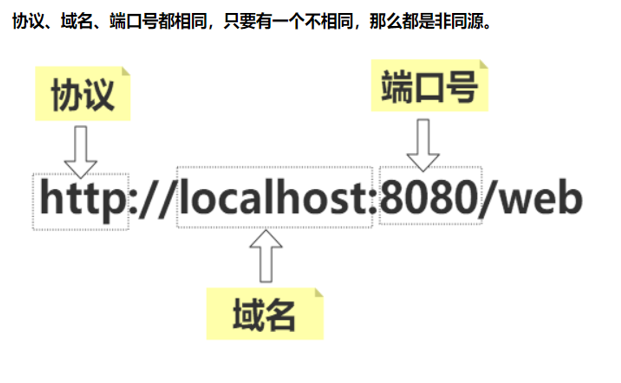 协议、域名、端口号都相同，只要有一个不相同，那么都是非同源。
协议
端口号
http://localhost:8080/web
域名